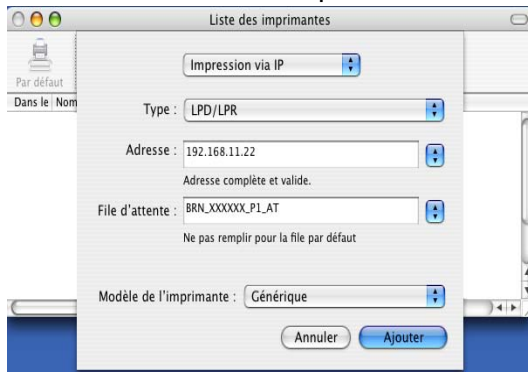 Liste des imprimantes
Par défaut
Dans le Nom
Impression via IP
Type : LPD/LPR
Adresse : 192.168.11.22
Adresse complète et valide.
File d'attente : BRN_XXXXXX_P1_AT
Ne pas remplir pour la file par défaut
Modèle de l'imprimante : Générique
Annuler Ajouter